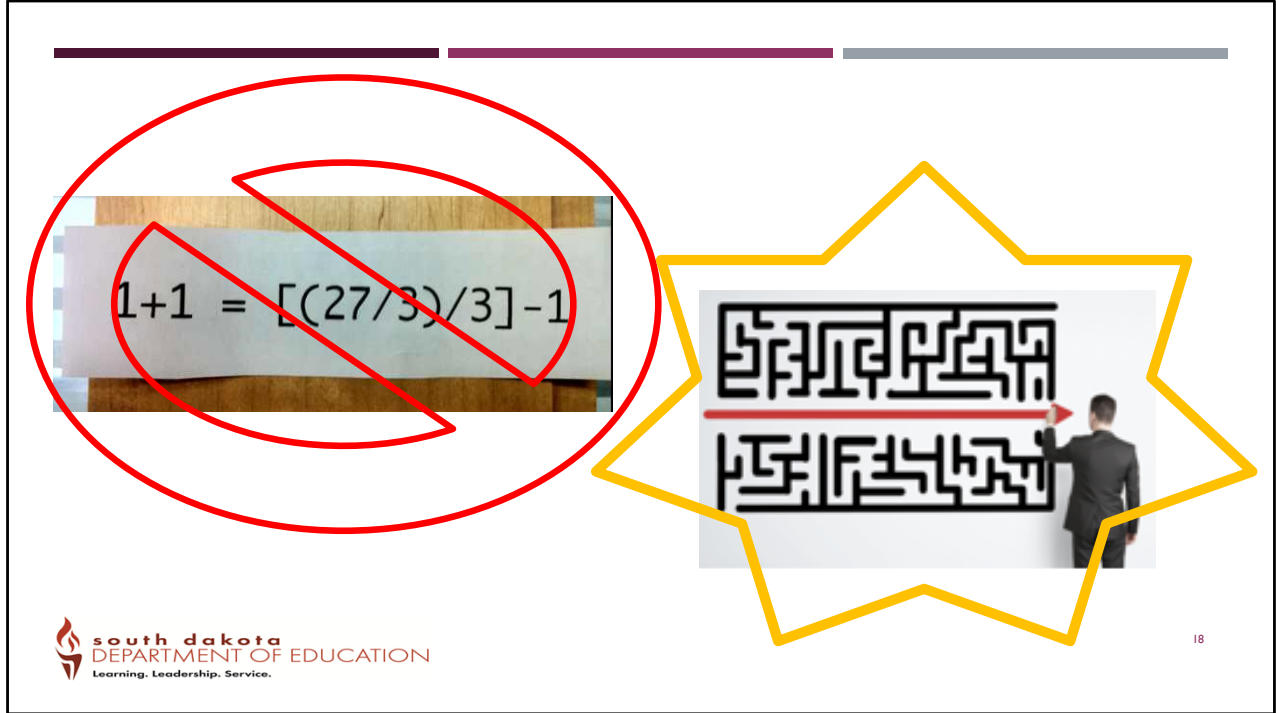 1+1 = [(27/3)/3]-1
south dakota
DEPARTMENT OF EDUCATION
Learning. Leadership. Service.
18